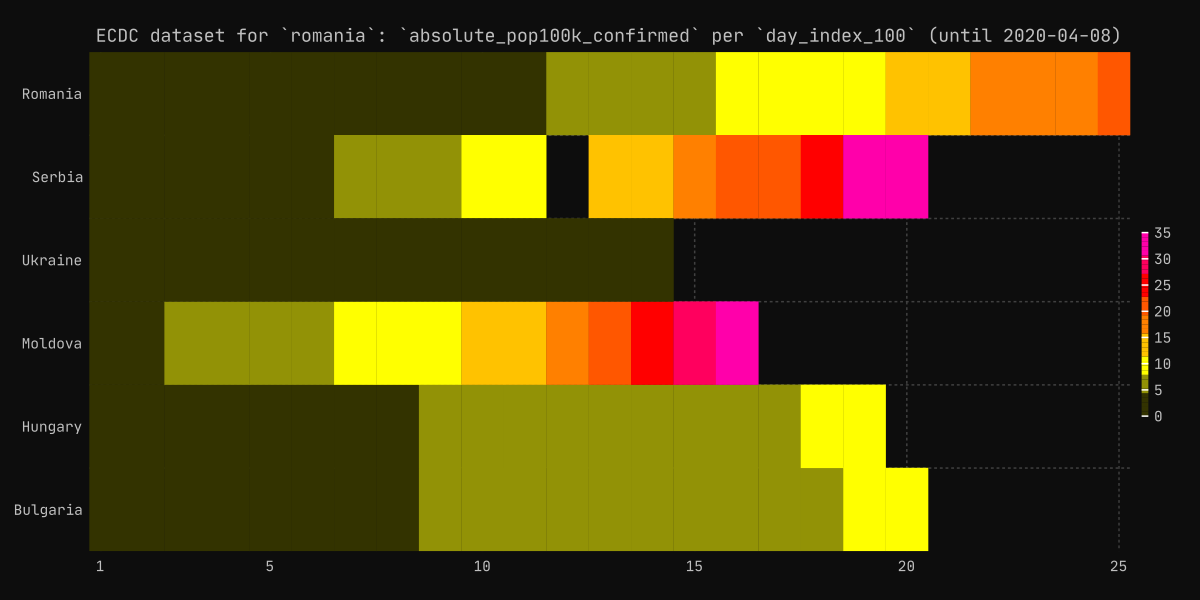 ECDC dataset for `romania`: `absolute_pop100k_confirmed` per `day_index_100` (until 2020-04-08)
Romania
Serbia
Ukraine
Moldova
Hungary
Bulgaria
1 5 10 15 20 25
35
30
25
20
15
10
5
0